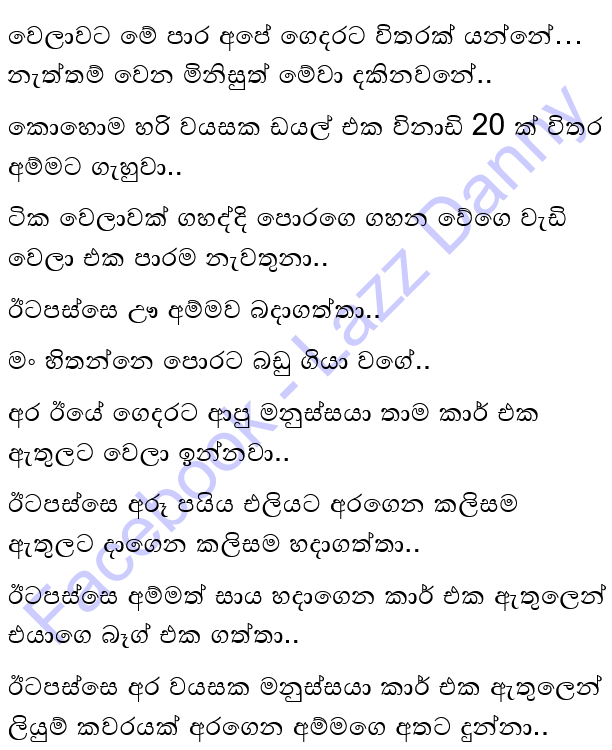 වෙලාවට මේ පාර අපේ ගෙදරට විතරක් යන්නේ…
නැත්තම් වෙන මිනිසුත් මේවා දකිනවනේ..
කොහොම හරි වයසක ඩයල් එක විනාඩි 20 ක් විතර
අම්මට ගැහුවා..
ටික වෙලාවක් ගහද්දි පොරගෙ ගහන වේගෙ වැඩි
වෙලා එක පාරම නැවතුනා..
ඊටපස්සෙ ඌ අම්මව බදාගත්තා..
මං හිතන්නෙ පොරට බඩු ගියා වගේ..
අර ඊයේ ගෙදරට ආපු මනුස්සයා තාම කාර් එක
ඇතුලට වෙලා ඉන්නවා..
ඊටපස්සෙ අරූ පයිය එලියට අරගෙන කලිසම
ඇතුලට දාගෙන කලිසම හදාගත්තා..
ඊටපස්සෙ අම්මත් සාය හදාගෙන කාර් එක ඇතුලෙන්
එයාගෙ බෑග් එක ගත්තා..
ඊටපස්සෙ අර වයසක මනුස්සයා කාර් එක ඇතුලෙන්
ලියුම් කවරයක් අරගෙන අම්මගෙ අතට දුන්නා..
Facebook - Lazz Danny